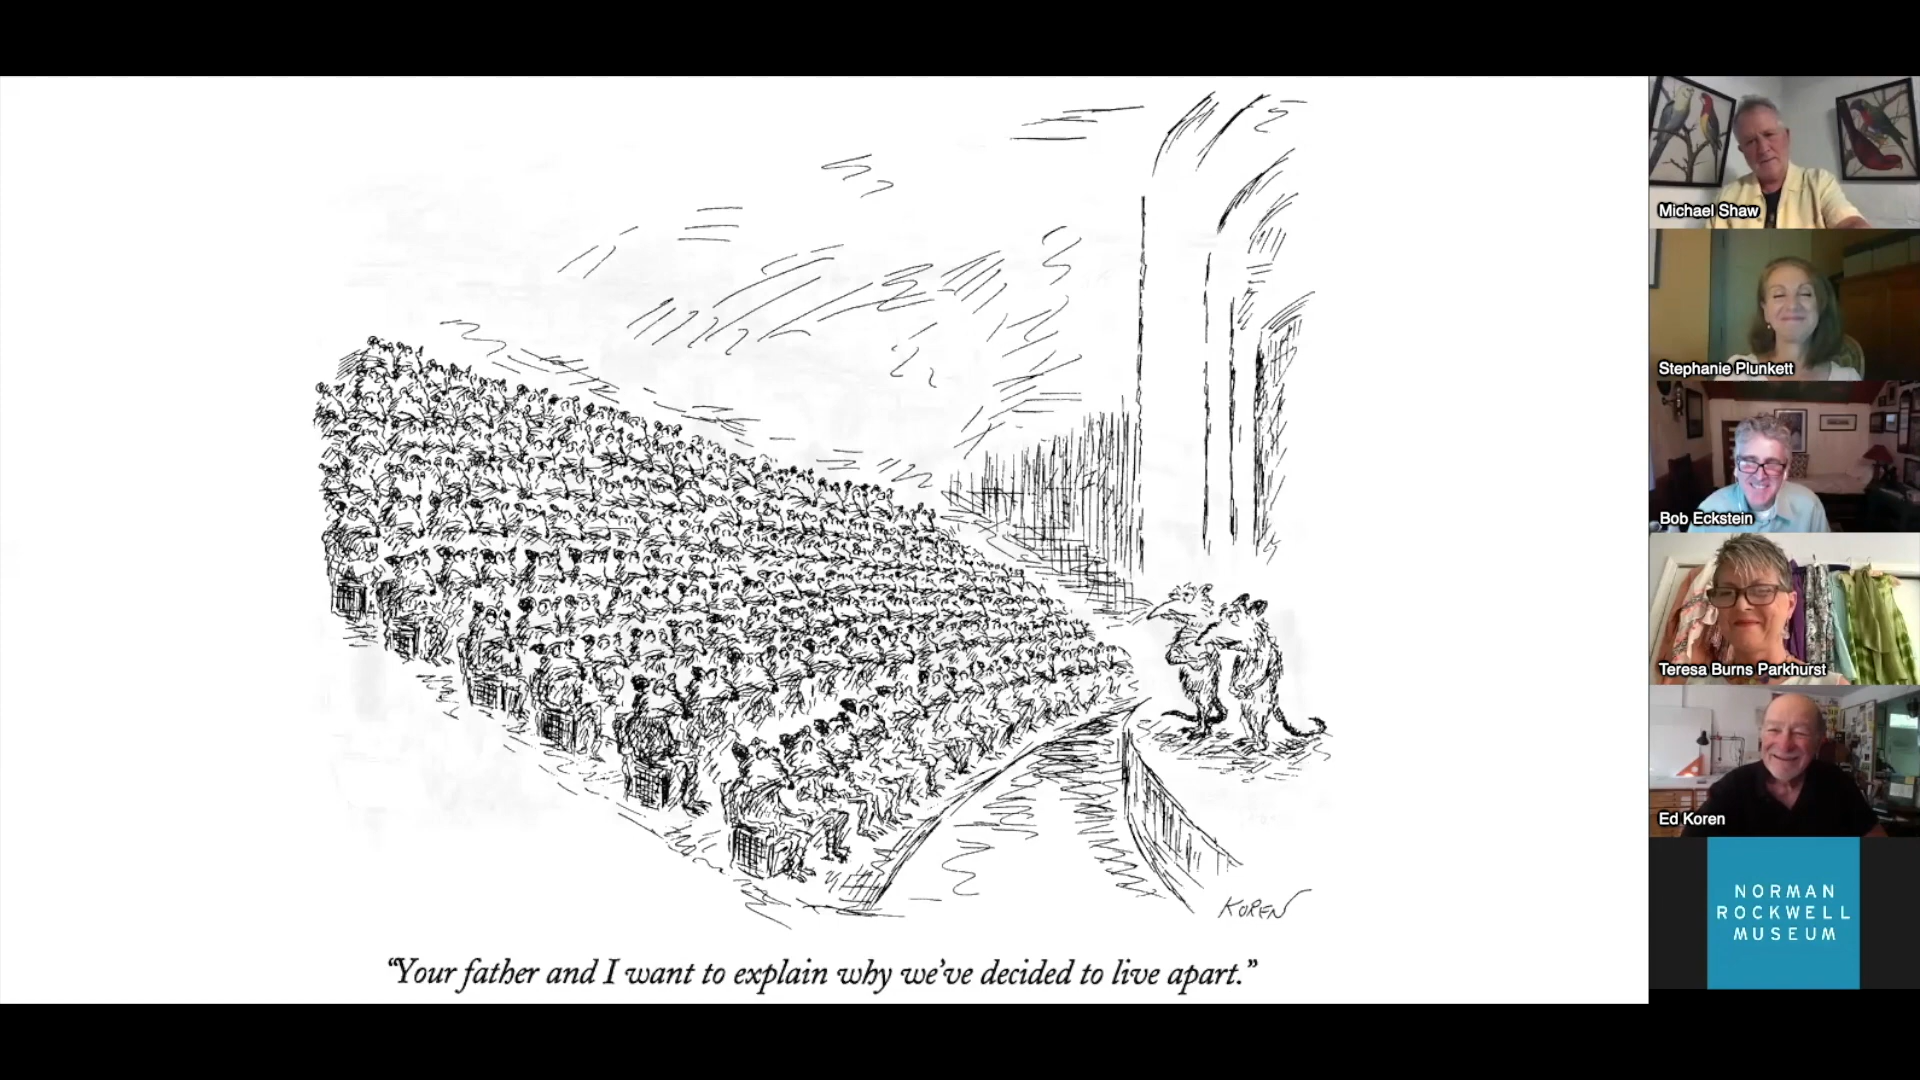 KOREN
"Your father and I want to explain why we've decided to live apart."
Michael Shaw
Stephanie Plunkett
Bob Eckstein
Teresa Burns Parkhurst
Ed Koren
NORMAN
ROCKWELL
MUSEUM